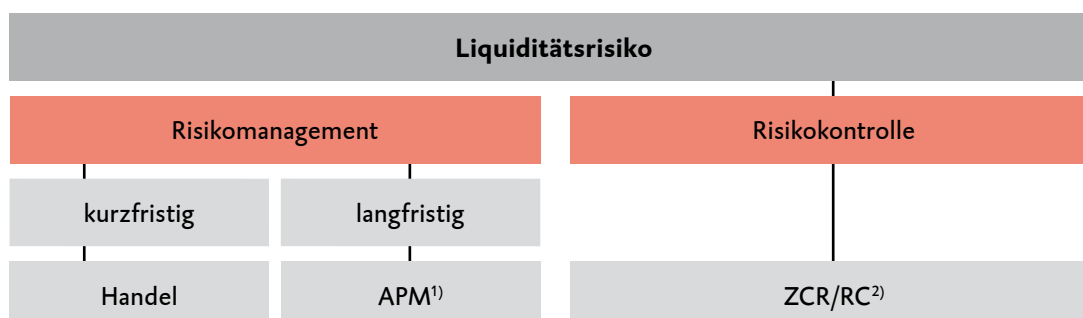 Liquiditätsrisiko
Risikomanagement
Risikokontrolle
kurzfristig
langfristig
Handel
APM¹⁾
ZCR/RC²⁾